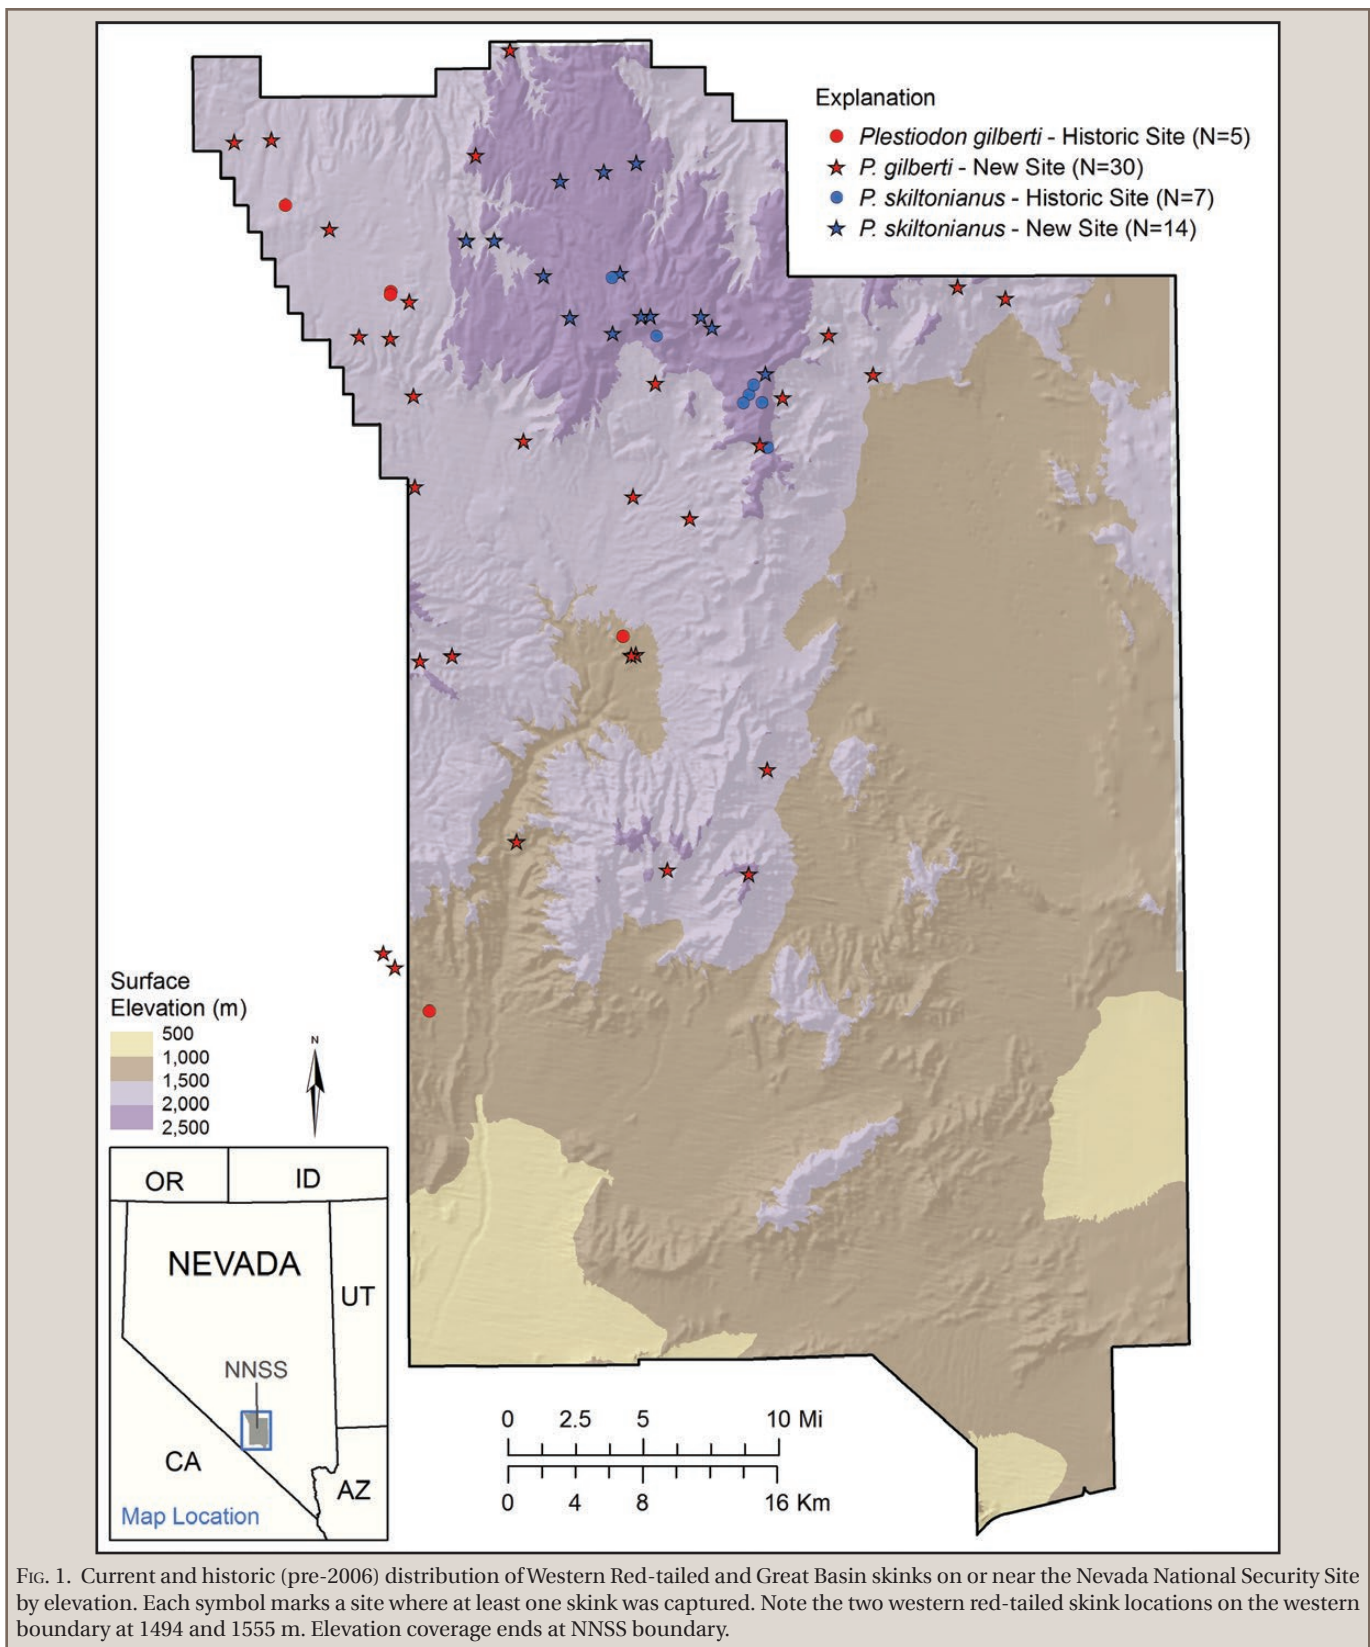 Explanation
Plestiodon gilberti - Historic Site (N=5)
P. gilberti - New Site (N=30)
P. skiltonianus - Historic Site (N=7)
P. skiltonianus - New Site (N=14)
Surface
Elevation (m)
500
1,000
1,500
2,000
2,500
N
OR ID
NEVADA
UT
NNSS
CA
AZ
Map Location
0 2.5 5 10 Mi
0 4 8 16 Km
FIG. 1. Current and historic (pre-2006) distribution of Western Red-tailed and Great Basin skinks on or near the Nevada National Security Site
by elevation. Each symbol marks a site where at least one skink was captured. Note the two western red-tailed skink locations on the western
boundary at 1494 and 1555 m. Elevation coverage ends at NNSS boundary.